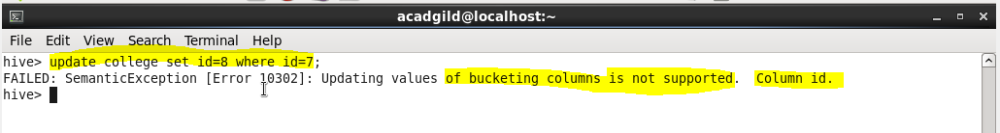 acadgild@localhost:~
File Edit View Search Terminal Help
hive> update college set id=8 where id=7;
FAILED: SemanticException [Error 10302]: Updating values of bucketing columns is not supported.  Column id.
hive>